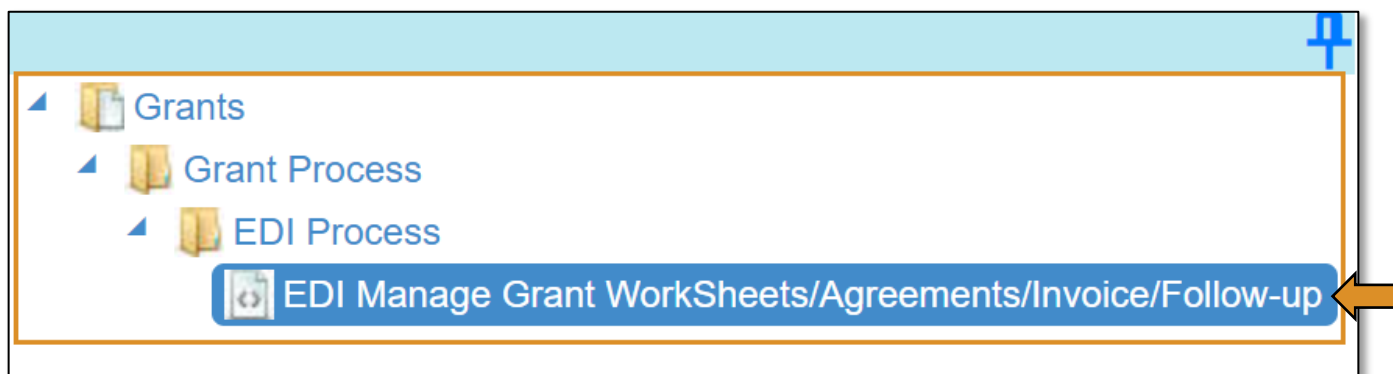 Grants
Grant Process
EDI Process
EDI Manage Grant WorkSheets/Agreements/Invoice/Follow-up